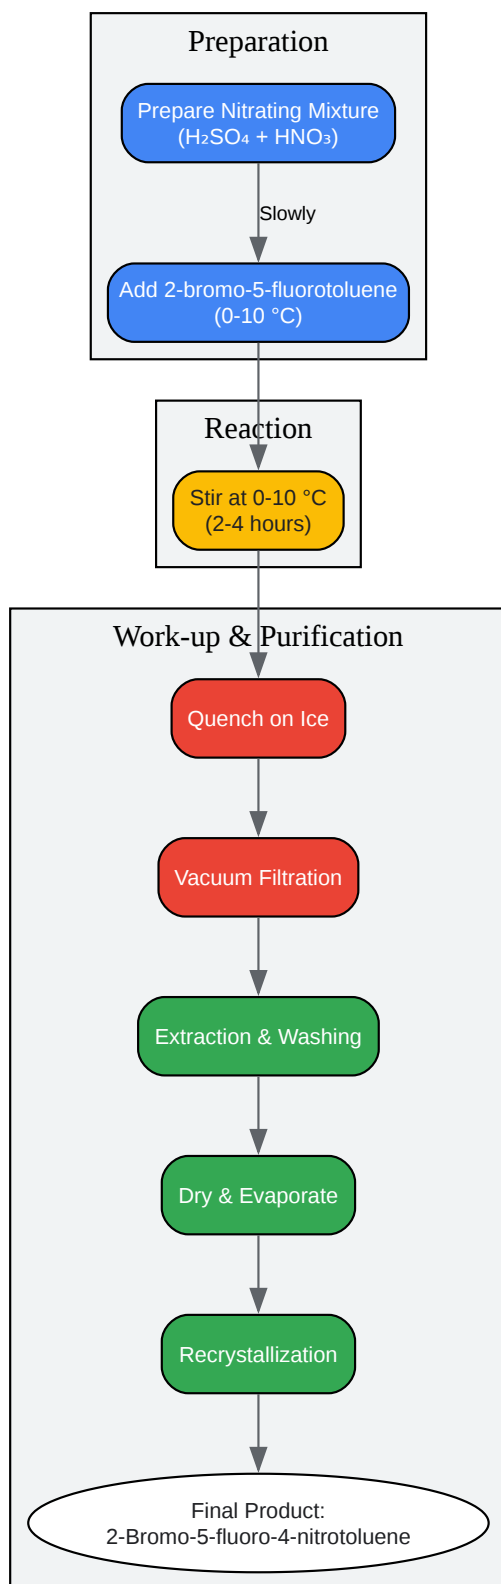 Preparation
Prepare Nitrating Mixture
(H₂SO₄ + HNO₃)
Slowly
Add 2-bromo-5-fluorotoluene
(0-10 °C)
Reaction
Stir at 0-10 °C
(2-4 hours)
Work-up & Purification
Quench on Ice
Vacuum Filtration
Extraction & Washing
Dry & Evaporate
Recrystallization
Final Product:
2-Bromo-5-fluoro-4-nitrotoluene